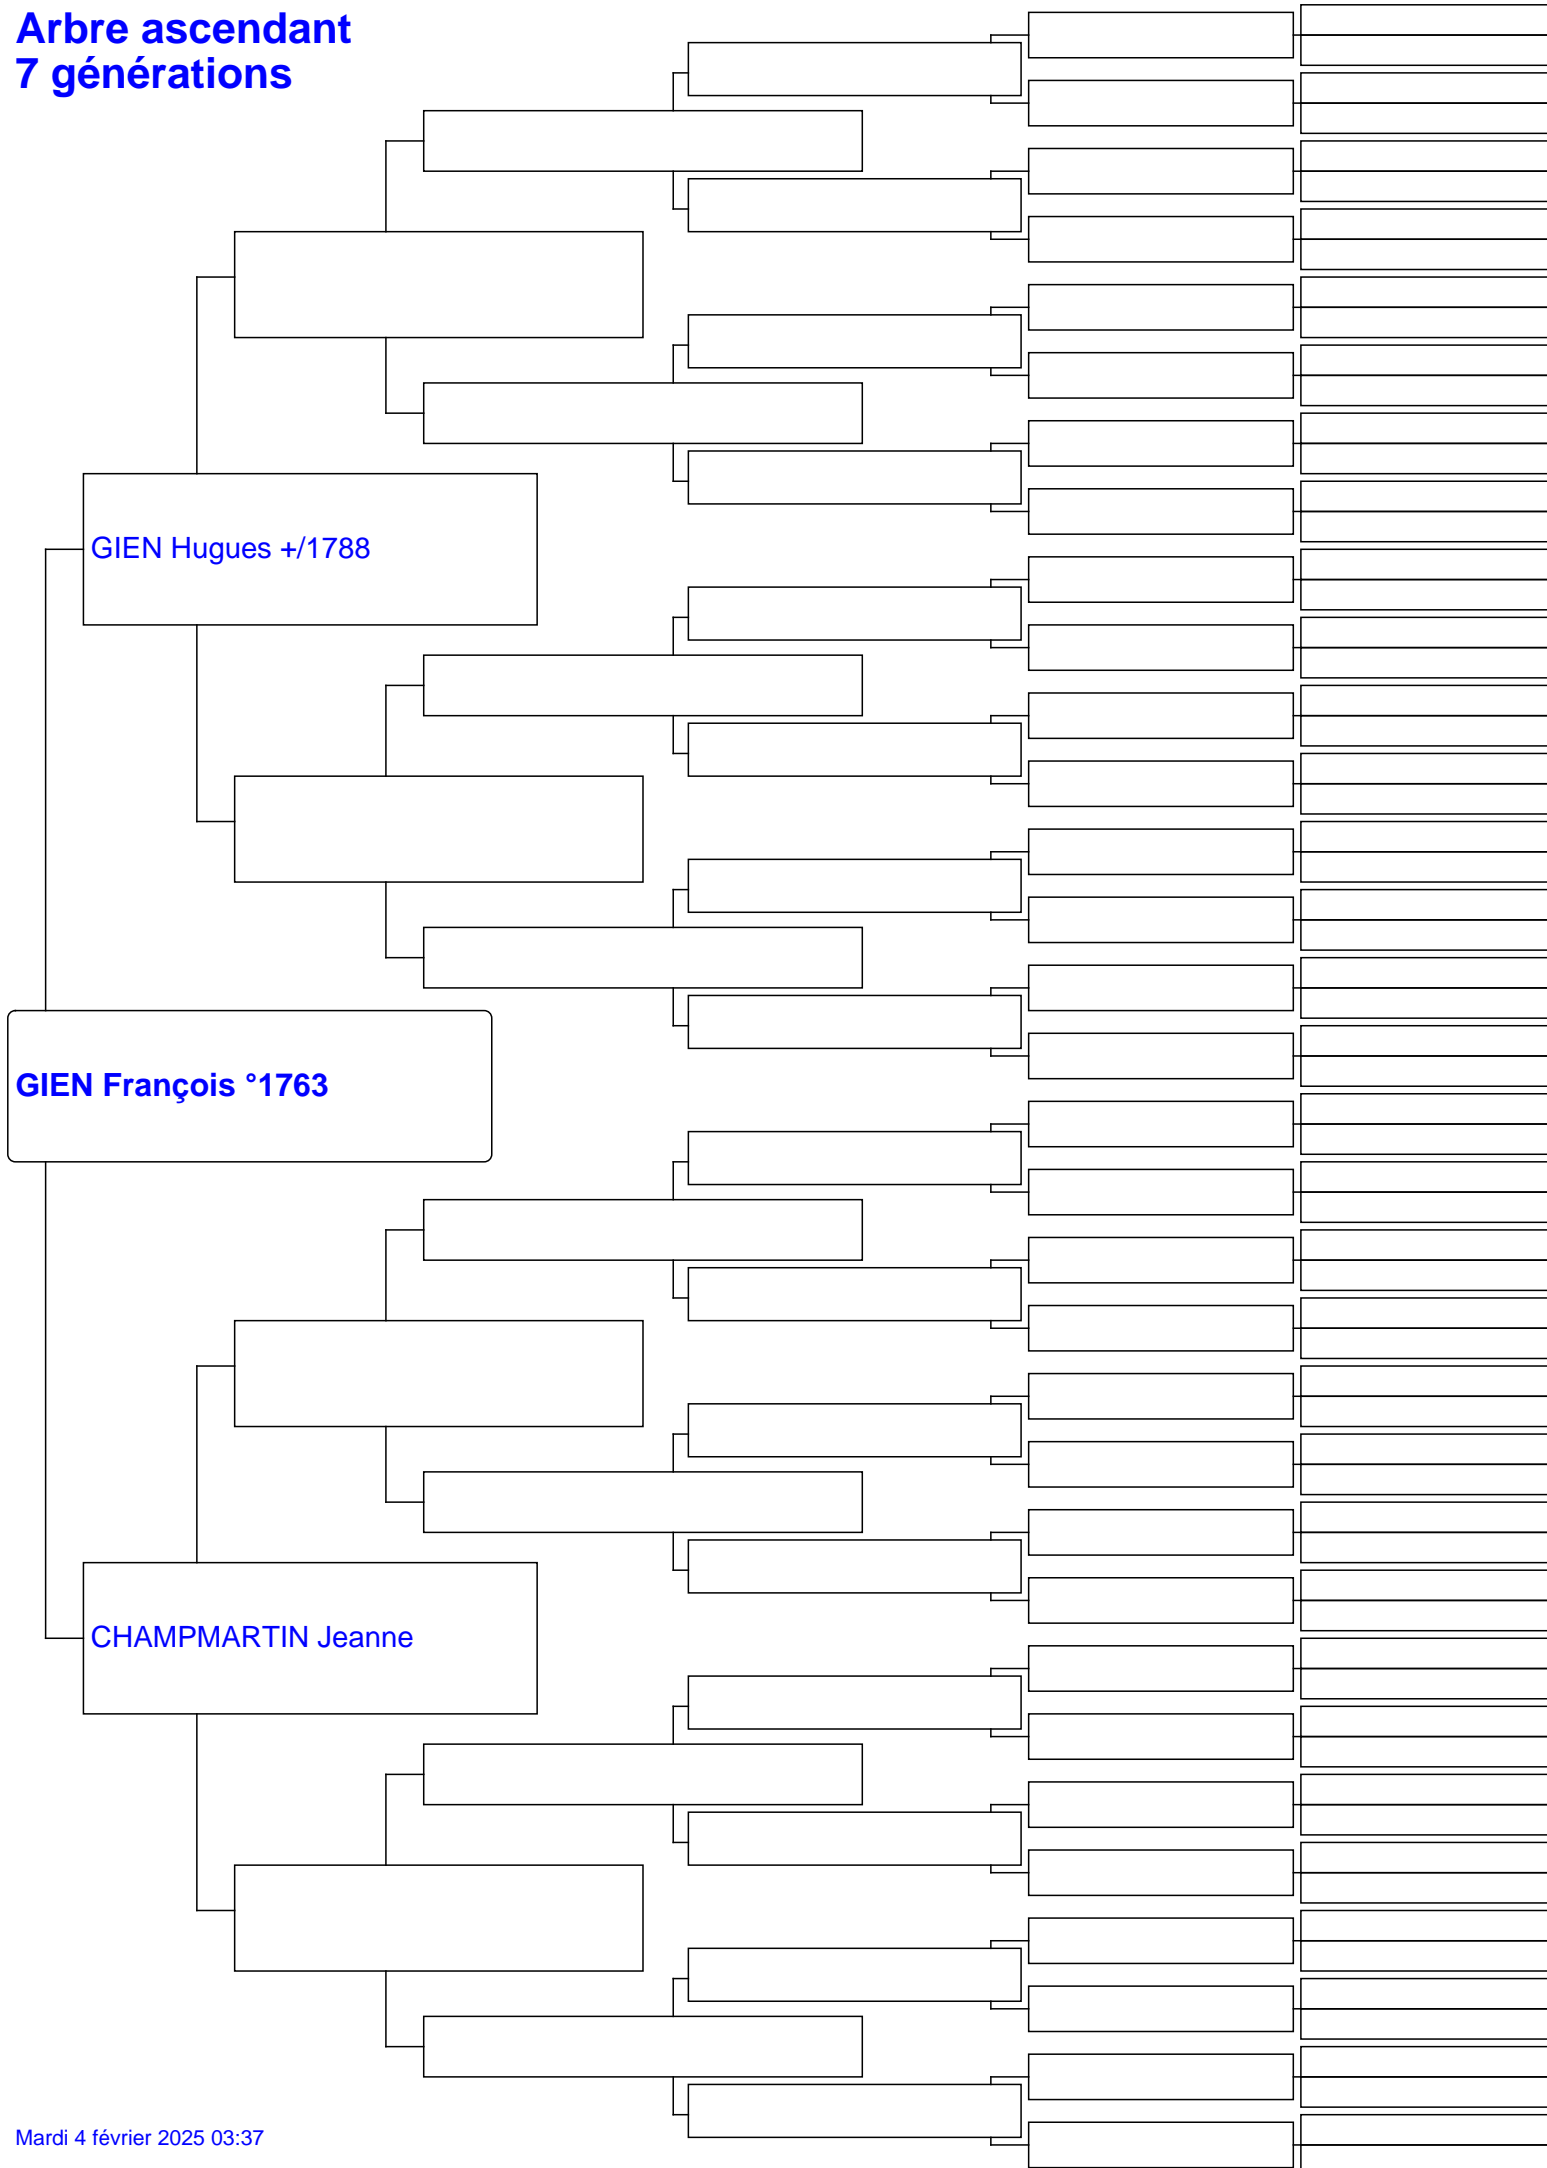 Arbre ascendant
7 générations
GIEN Hugues +/1788
GIEN François °1763
CHAMPMARTIN Jeanne
Mardi 4 février 2025 03:37